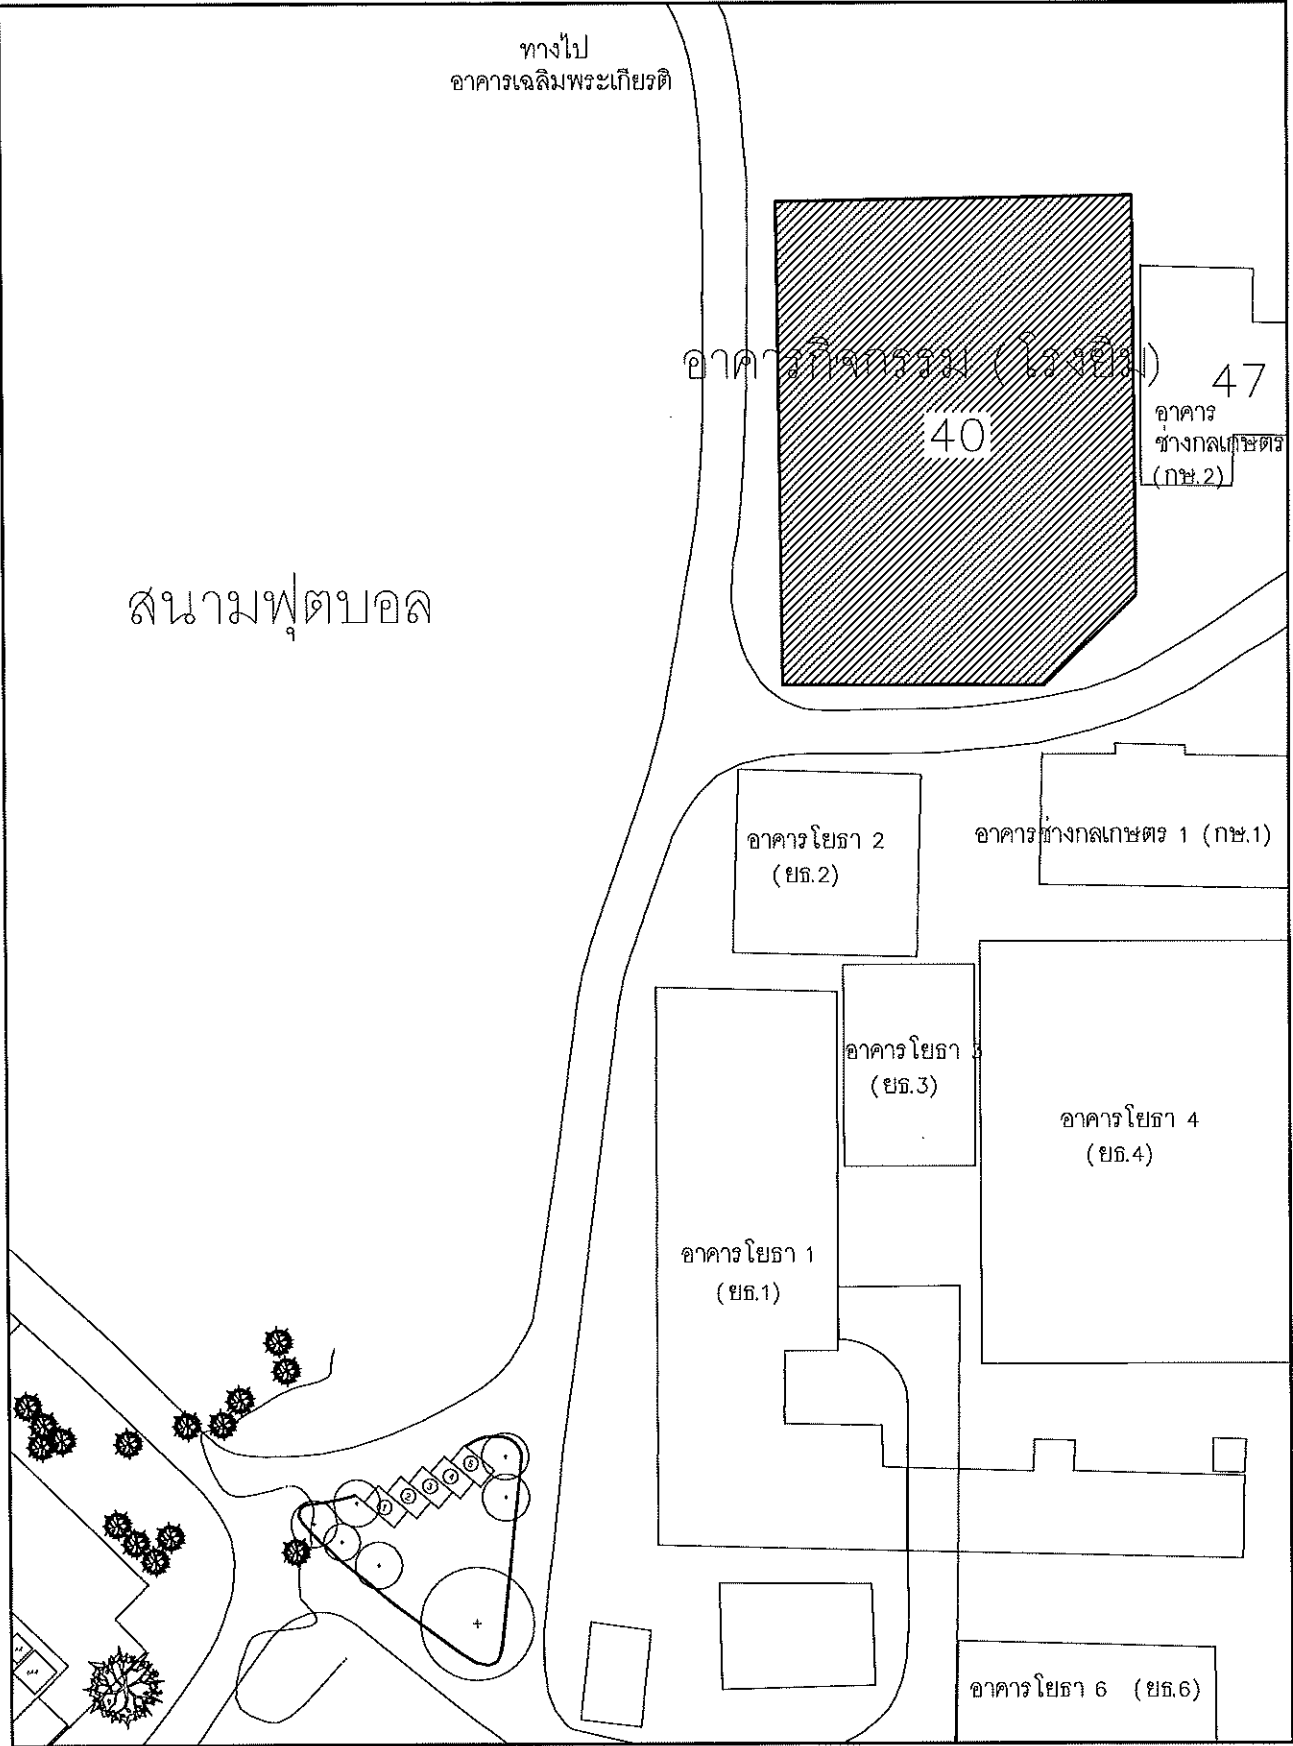 ทางไป
อาคารเฉลิมพระเกียรติ
อาคารกิจกรรม (โรงยิม)
40
47
อาคาร
ช่างกลเกษตร
(กษ.2)
สนามฟุตบอล
อาคารโยธา 2
(ยธ.2)
อาคารช่างกลเกษตร 1 (กษ.1)
อาคารโยธา 3
(ยธ.3)
อาคารโยธา 4
(ยธ.4)
อาคารโยธา 1
(ยธ.1)
1 2 3 4 5
อาคารโยธา 6 (ยธ.6)